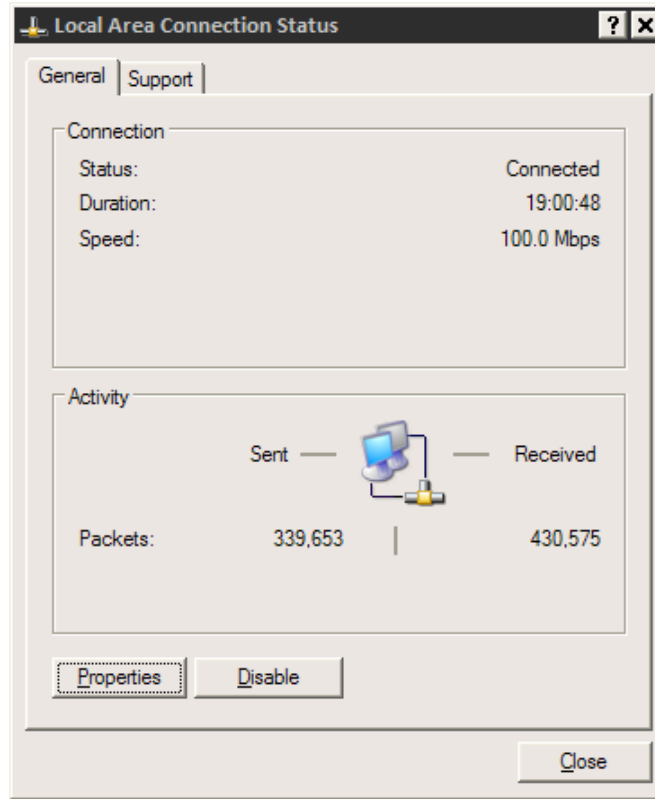 Local Area Connection Status
General Support
Connection
Status: Connected
Duration: 19:00:48
Speed: 100.0 Mbps
Activity
Sent Received
Packets: 339,653 430,575
Properties Disable
Close